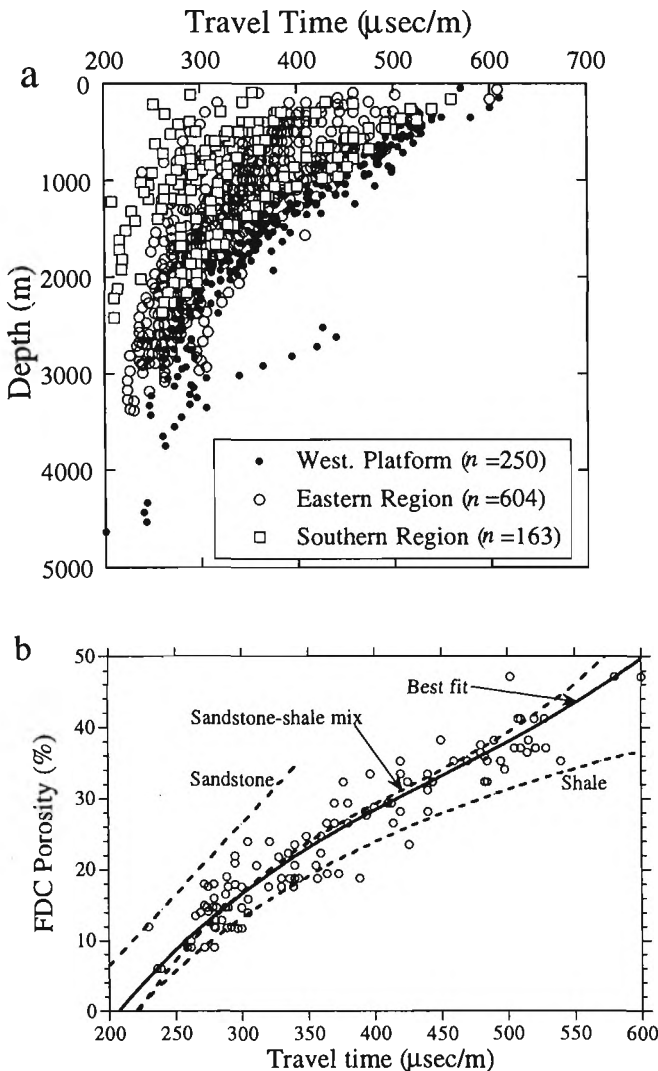 Travel Time (µsec/m)
a
200 300 400 500 600 700
0
1000
2000
3000
4000
5000
Depth (m)
West. Platform (n =250)
Eastern Region (n =604)
Southern Region (n =163)
b
50
40
30
20
10
0
FDC Porosity (%)
Best fit
Sandstone-shale mix
Sandstone
Shale
200 250 300 350 400 450 500 550 600
Travel time (µsec/m)